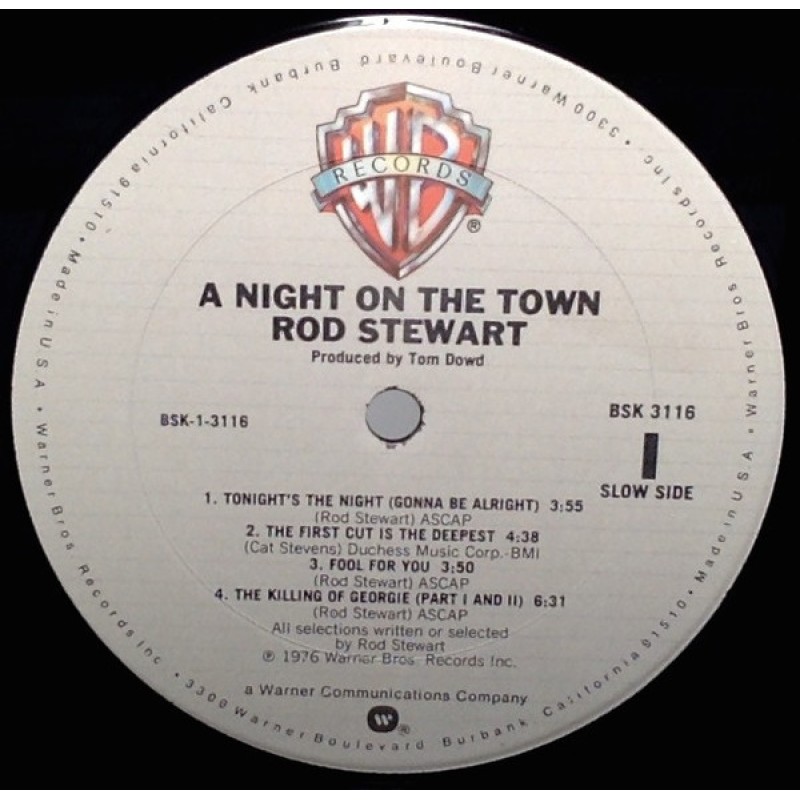 WB
RECORDS
®
A NIGHT ON THE TOWN
ROD STEWART
Produced by Tom Dowd
BSK-1-3116
BSK 3116
I
SLOW SIDE
1. TONIGHT'S THE NIGHT (GONNA BE ALRIGHT) 3:55
(Rod Stewart) ASCAP
2. THE FIRST CUT IS THE DEEPEST 4:38
(Cat Stevens) Duchess Music Corp.-BMI
3. FOOL FOR YOU 3:50
(Rod Stewart) ASCAP
4. THE KILLING OF GEORGIE (PART I AND II) 6:31
(Rod Stewart) ASCAP
All selections written or selected
by Rod Stewart
℗ 1976 Warner Bros. Records Inc.
a Warner Communications Company
W ®
Warner Bros. Records Inc. • 3300 Warner Boulevard Burbank, California 91510 • Made in U.S.A. •
Warner Bros. Records Inc. • 3300 Warner Boulevard Burbank, California 91510 • Made in U.S.A. •